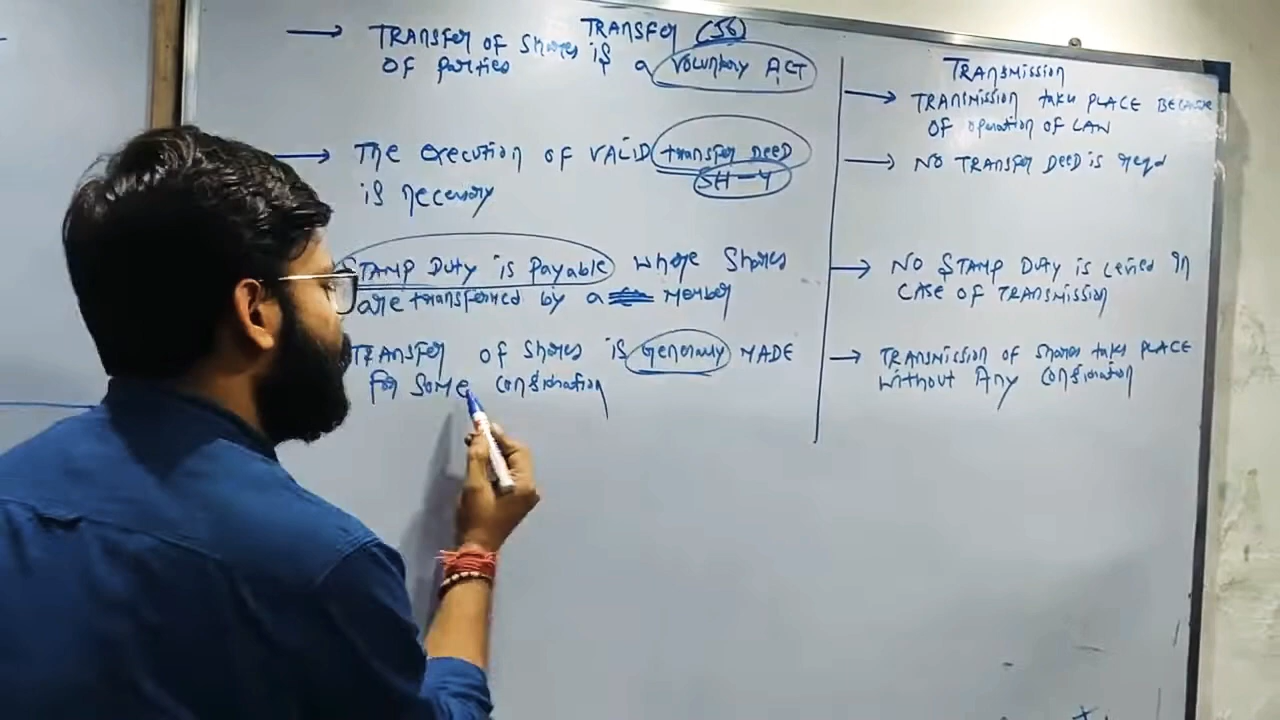 TRANSFER (56)
TRANSFER OF SHARES is
OF parties is a Voluntary ACT
The execution OF VALID transfer DEED
SH-4
is necessary
STAMP Duty is Payable where Shares
are transferred by a Member
TRANSFER of shares is Generally MADE
For Some consideration
TRANSMISSION
TRANSMISSION takes PLACE BECAUSE
OF operation OF LAW
NO TRANSFER DEED is reqd
NO STAMP DUTY is levied in
CASE OF TRANSMISSION
TRANSMISSION of shares takes PLACE
without Any consideration